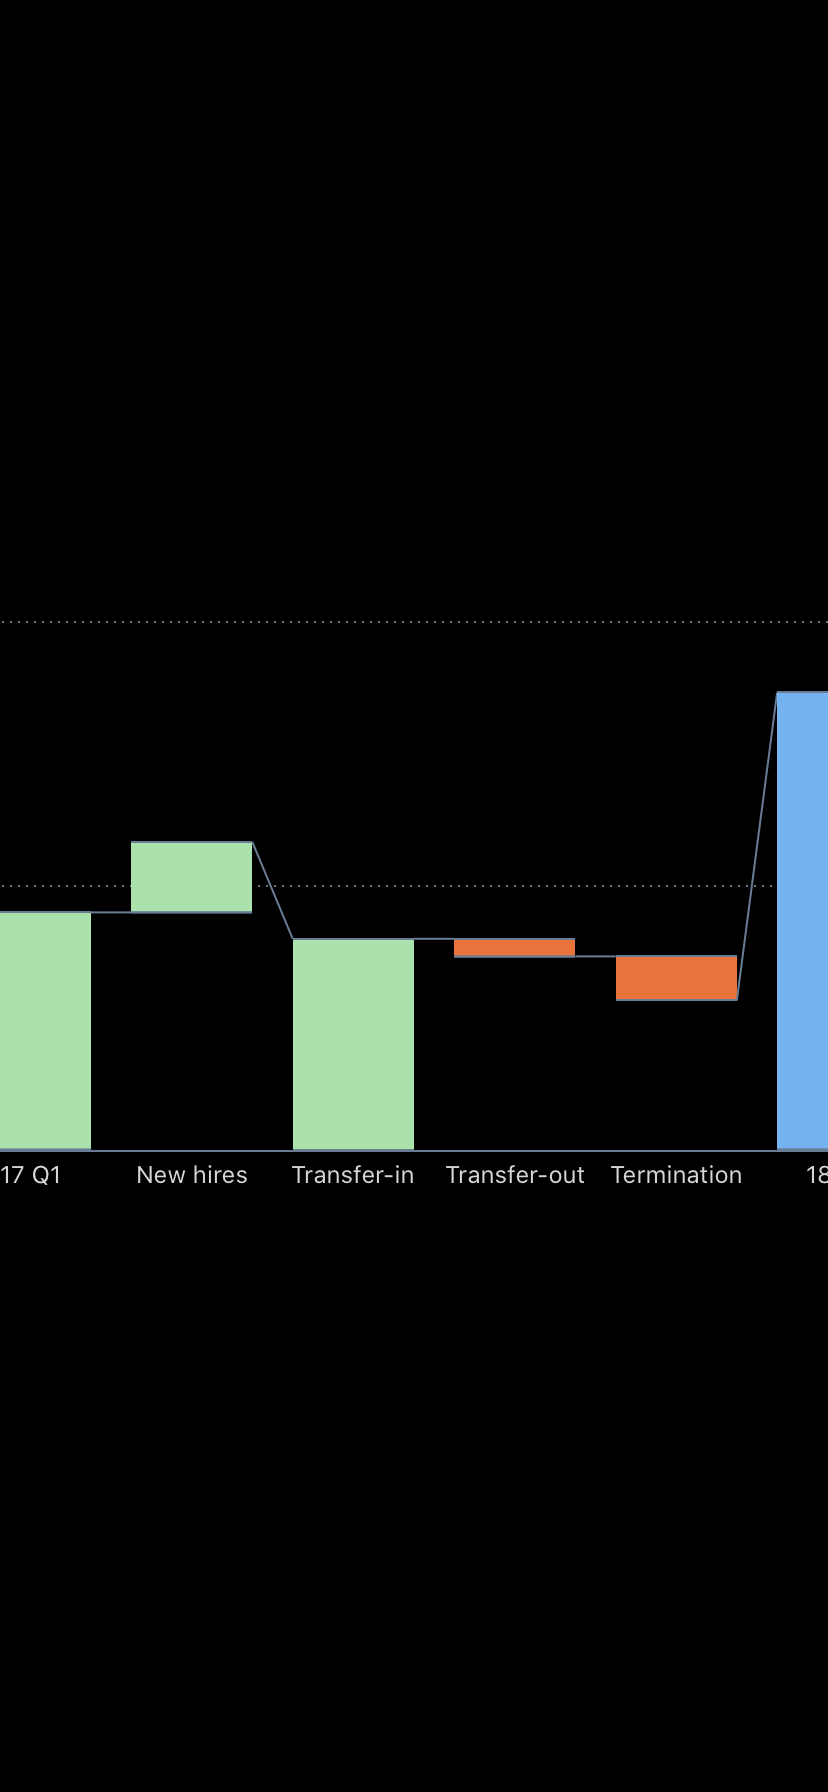 17 Q1
New hires
Transfer-in
Transfer-out
Termination
18